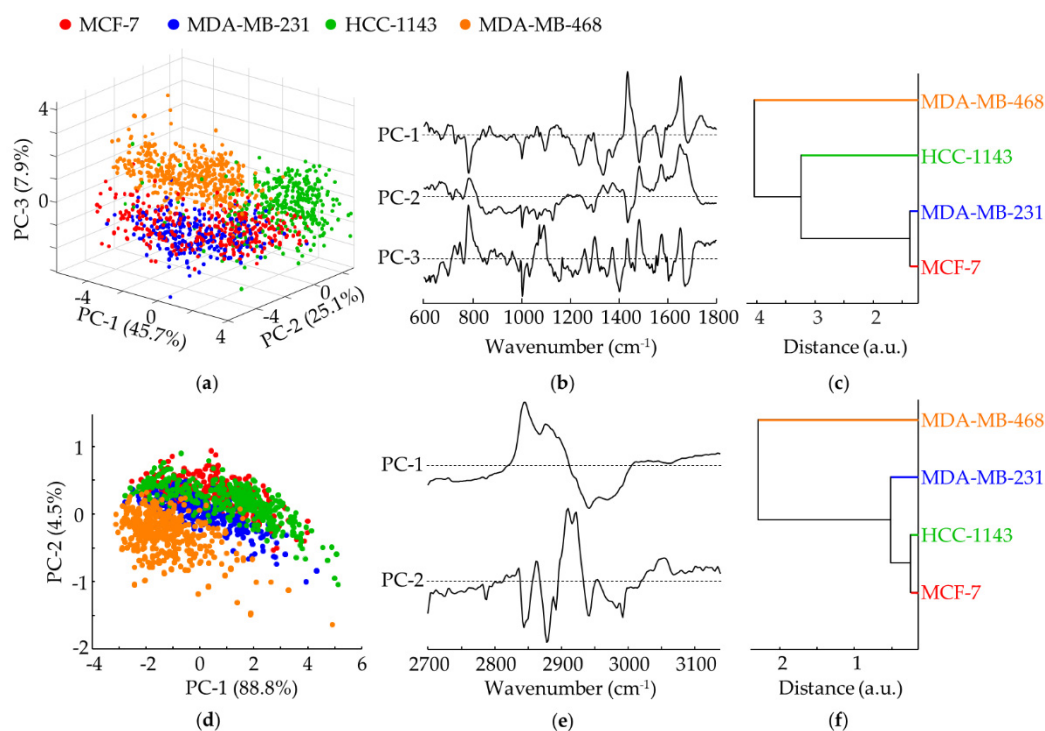 MCF-7 MDA-MB-231 HCC-1143 MDA-MB-468
4
0
PC-3 (7.9%)
-4
0
4
PC-1 (45.7%)
-4
0
PC-2 (25.1%)
(a)
PC-1
PC-2
PC-3
600 800 1000 1200 1400 1600 1800
Wavenumber (cm-1)
(b)
MDA-MB-468
HCC-1143
MDA-MB-231
MCF-7
4 3 2
Distance (a.u.)
(c)
1
0
-1
-2
PC-2 (4.5%)
-4 -2 0 2 4 6
PC-1 (88.8%)
(d)
PC-1
PC-2
2700 2800 2900 3000 3100
Wavenumber (cm-1)
(e)
MDA-MB-468
MDA-MB-231
HCC-1143
MCF-7
2 1
Distance (a.u.)
(f)